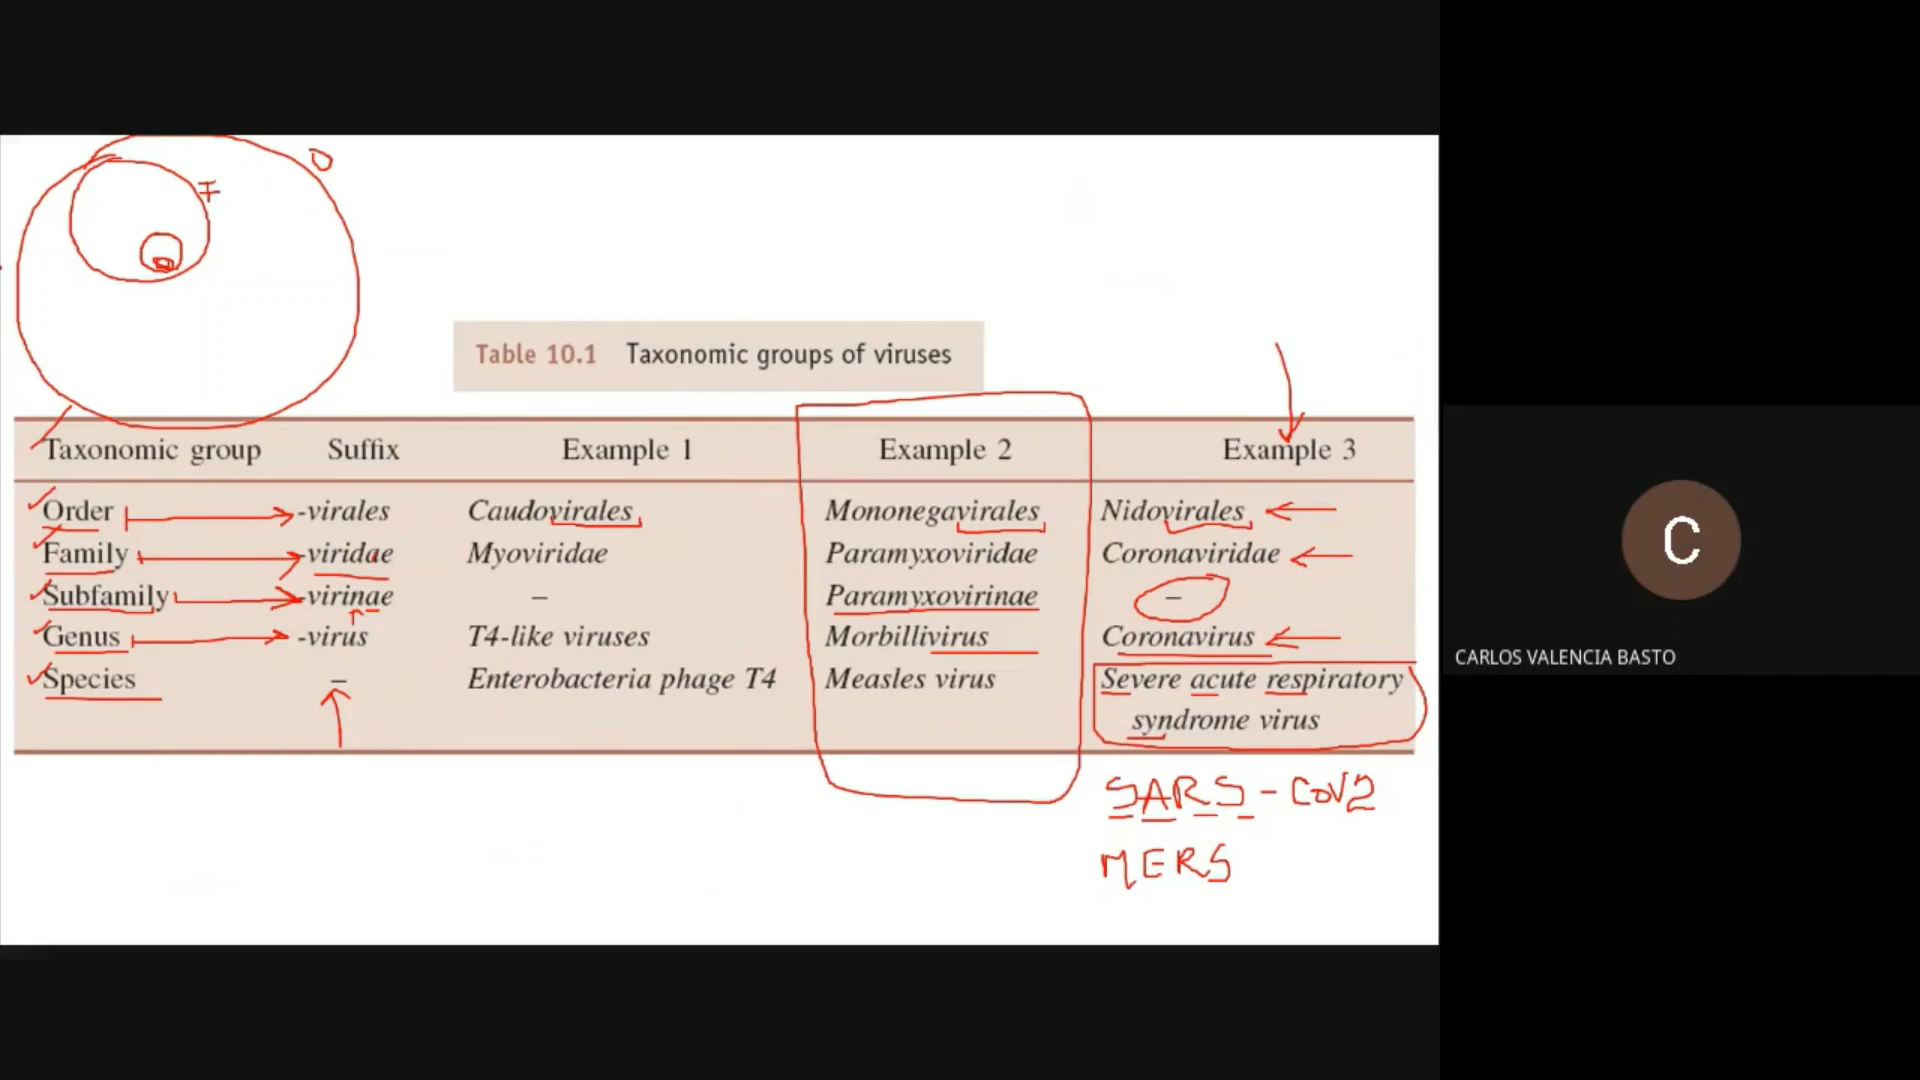 O
F
Table 10.1 Taxonomic groups of viruses
Taxonomic group Suffix Example 1 Example 2 Example 3
Order -virales Caudovirales Mononegavirales Nidovirales
Family -viridae Myoviridae Paramyxoviridae Coronaviridae
Subfamily -virinae – Paramyxovirinae –
Genus -virus T4-like viruses Morbillivirus Coronavirus
Species – Enterobacteria phage T4 Measles virus Severe acute respiratory
syndrome virus
SARS - CoV2
MERS
C
CARLOS VALENCIA BASTO